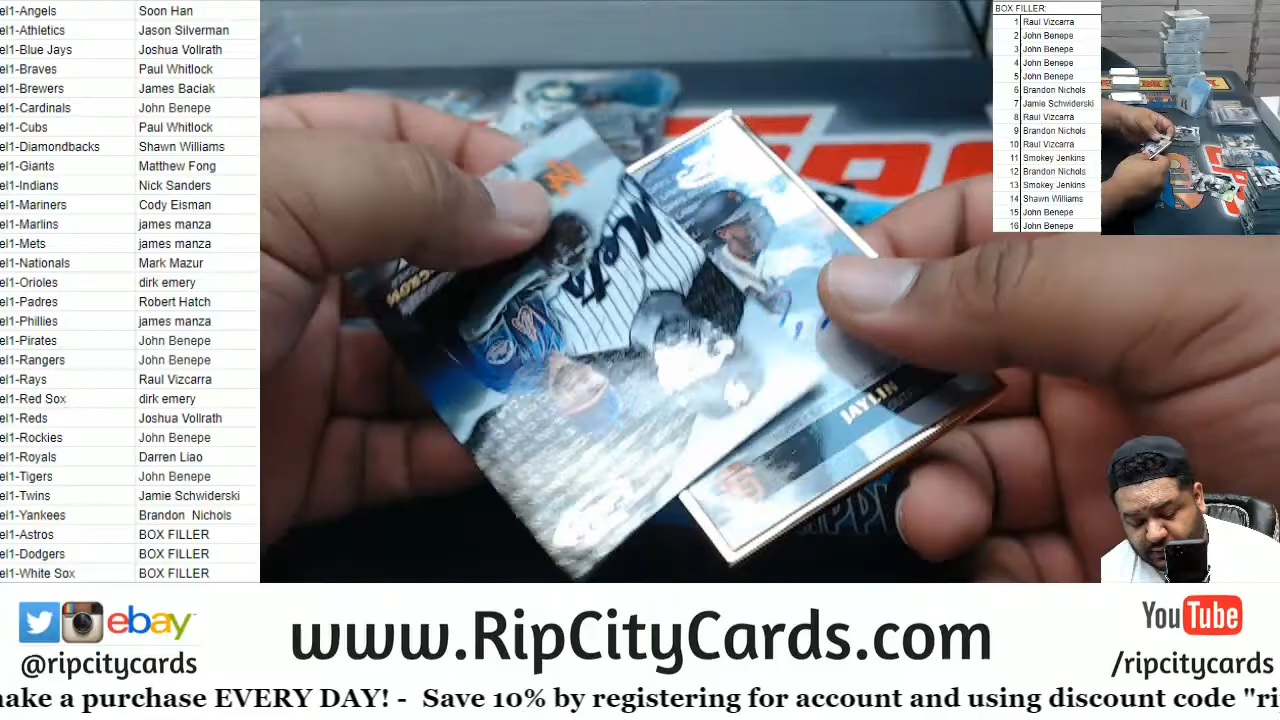 el1-Angels Soon Han
el1-Athletics Jason Silverman
el1-Blue Jays Joshua Vollrath
el1-Braves Paul Whitlock
el1-Brewers James Baciak
el1-Cardinals John Benepe
el1-Cubs Paul Whitlock
el1-Diamondbacks Shawn Williams
el1-Giants Matthew Fong
el1-Indians Nick Sanders
el1-Mariners Cody Eisman
el1-Marlins james manza
el1-Mets james manza
el1-Nationals Mark Mazur
el1-Orioles dirk emery
el1-Padres Robert Hatch
el1-Phillies james manza
el1-Pirates John Benepe
el1-Rangers John Benepe
el1-Rays Raul Vizcarra
el1-Red Sox dirk emery
el1-Reds Joshua Vollrath
el1-Rockies John Benepe
el1-Royals Darren Liao
el1-Tigers John Benepe
el1-Twins Jamie Schwiderski
el1-Yankees Brandon Nichols
el1-Astros BOX FILLER
el1-Dodgers BOX FILLER
el1-White Sox BOX FILLER
Mets
JAYLIN
BOX FILLER:
1 Raul Vizcarra
2 John Benepe
3 John Benepe
4 John Benepe
5 John Benepe
6 Brandon Nichols
7 Jamie Schwiderski
8 Raul Vizcarra
9 Brandon Nichols
10 Raul Vizcarra
11 Smokey Jenkins
12 Brandon Nichols
13 Smokey Jenkins
14 Shawn Williams
15 John Benepe
16 John Benepe
ebay
@ripcitycards
www.RipCityCards.com
YouTube
/ripcitycards
make a purchase EVERY DAY! - Save 10% by registering for account and using discount code "ri